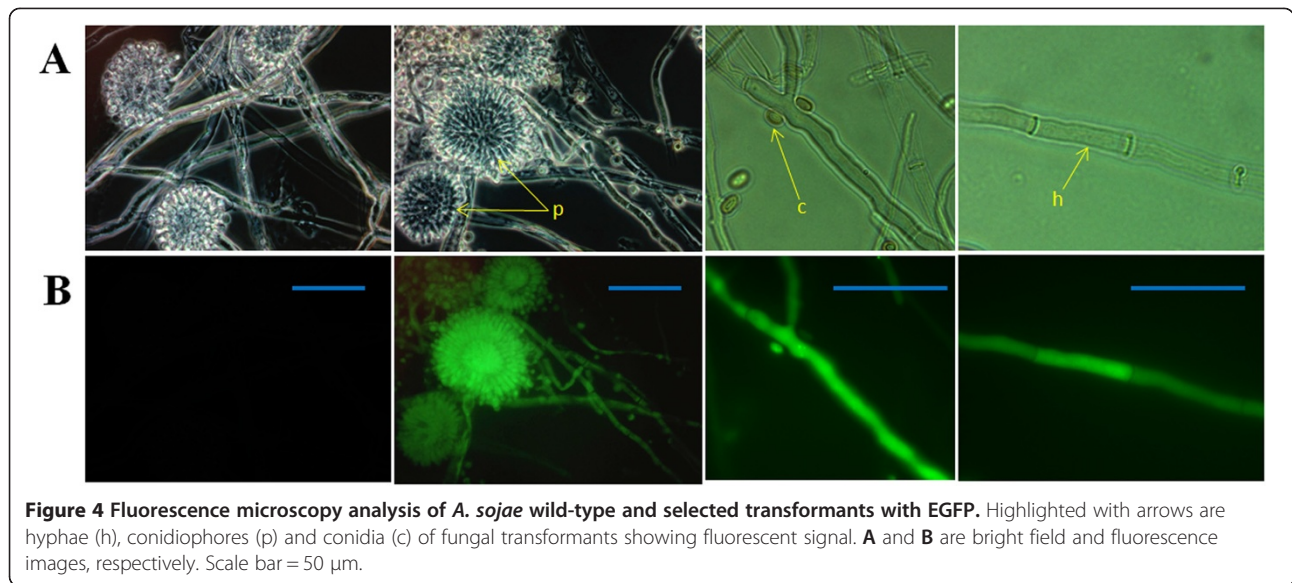 A
p
c
h
B
Figure 4 Fluorescence microscopy analysis of A. sojae wild-type and selected transformants with EGFP. Highlighted with arrows are
hyphae (h), conidiophores (p) and conidia (c) of fungal transformants showing fluorescent signal. A and B are bright field and fluorescence
images, respectively. Scale bar = 50 μm.